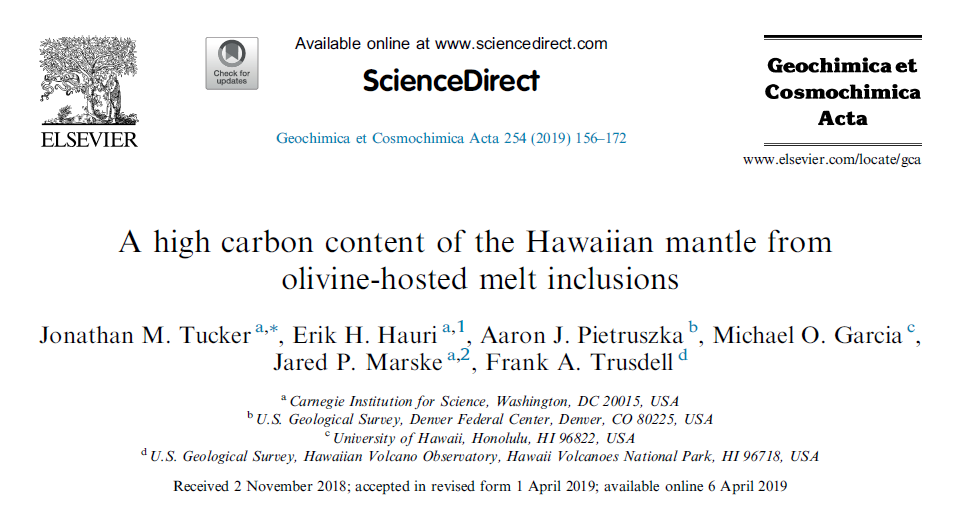 Available online at www.sciencedirect.com
ScienceDirect
Check for
updates
ELSEVIER
Geochimica et Cosmochimica Acta 254 (2019) 156–172
Geochimica et
Cosmochimica
Acta
www.elsevier.com/locate/gca
A high carbon content of the Hawaiian mantle from
olivine-hosted melt inclusions
Jonathan M. Tucker a,*, Erik H. Hauri a,1, Aaron J. Pietruszka b, Michael O. Garcia c,
Jared P. Marske a,2, Frank A. Trusdell d
a Carnegie Institution for Science, Washington, DC 20015, USA
b U.S. Geological Survey, Denver Federal Center, Denver, CO 80225, USA
c University of Hawaii, Honolulu, HI 96822, USA
d U.S. Geological Survey, Hawaiian Volcano Observatory, Hawaii Volcanoes National Park, HI 96718, USA
Received 2 November 2018; accepted in revised form 1 April 2019; available online 6 April 2019